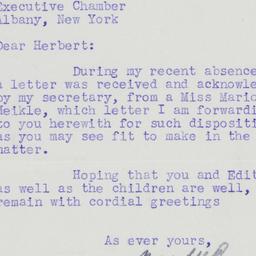 Executive Chamber
Albany, New York
Dear Herbert:
During my recent absence
a letter was received and acknowle
by my secretary, from a Miss Mario
Meikle, which letter I am forwardi
to you herewith for such dispositi
as you may see fit to make in the
matter.
Hoping that you and Edit
as well as the children are well,
remain with cordial greetings
As ever yours,